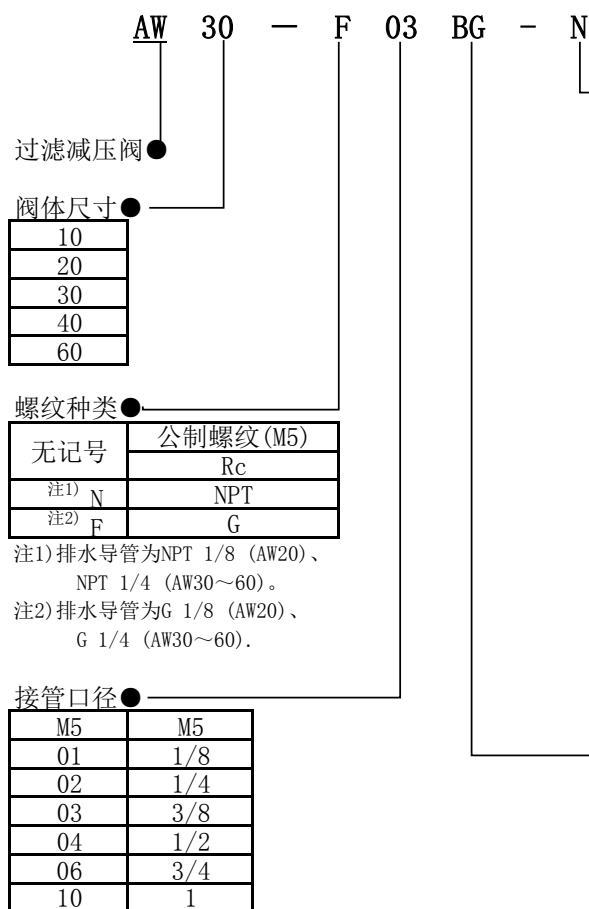 AW 30 — F 03 BG - N
过滤减压阀
阀体尺寸
10
20
30
40
60
螺纹种类
无记号 公制螺纹(M5)
Rc
注1) N NPT
注2) F G
注1)排水导管为NPT 1/8 (AW20)、
NPT 1/4 (AW30～60)。
注2)排水导管为G 1/8 (AW20)、
G 1/4 (AW30～60).
接管口径
M5 M5
01 1/8
02 1/4
03 3/8
04 1/2
06 3/4
10 1